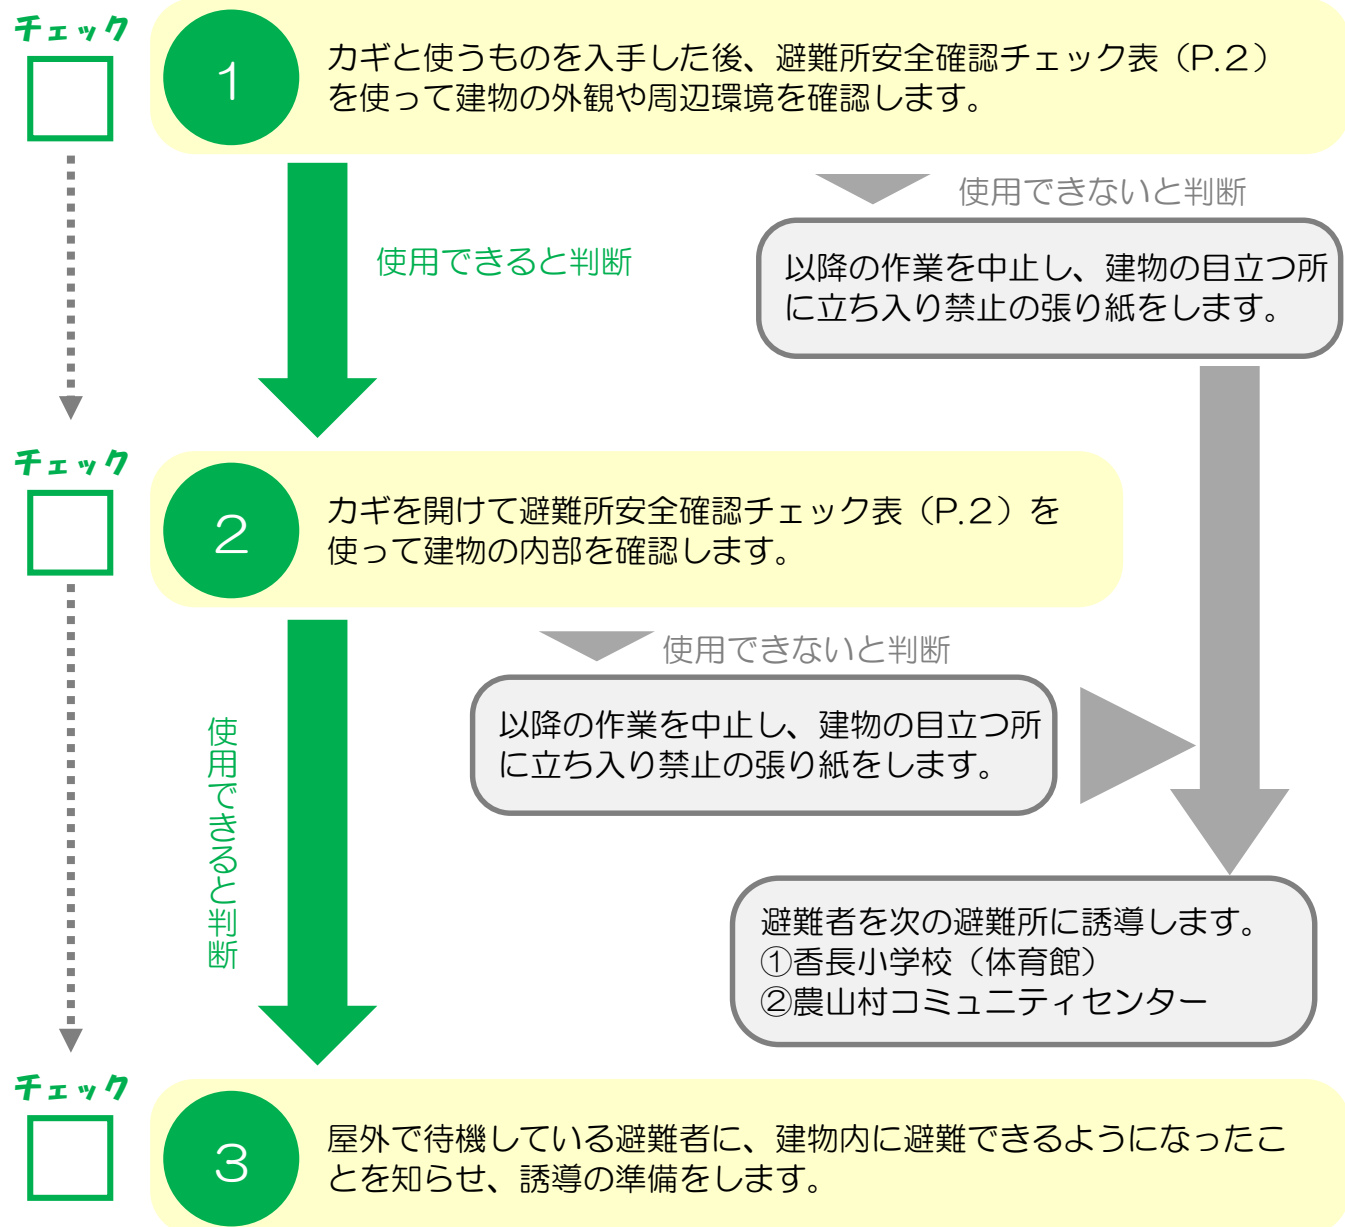 チェック
1
カギと使うものを入手した後、避難所安全確認チェック表（P.2）
を使って建物の外観や周辺環境を確認します。
使用できると判断
使用できないと判断
以降の作業を中止し、建物の目立つ所
に立ち入り禁止の張り紙をします。
チェック
2
カギを開けて避難所安全確認チェック表（P.2）を
使って建物の内部を確認します。
使用できると判断
使用できないと判断
以降の作業を中止し、建物の目立つ所
に立ち入り禁止の張り紙をします。
避難者を次の避難所に誘導します。
①香長小学校（体育館）
②農山村コミュニティセンター
チェック
3
屋外で待機している避難者に、建物内に避難できるようになったこ
とを知らせ、誘導の準備をします。